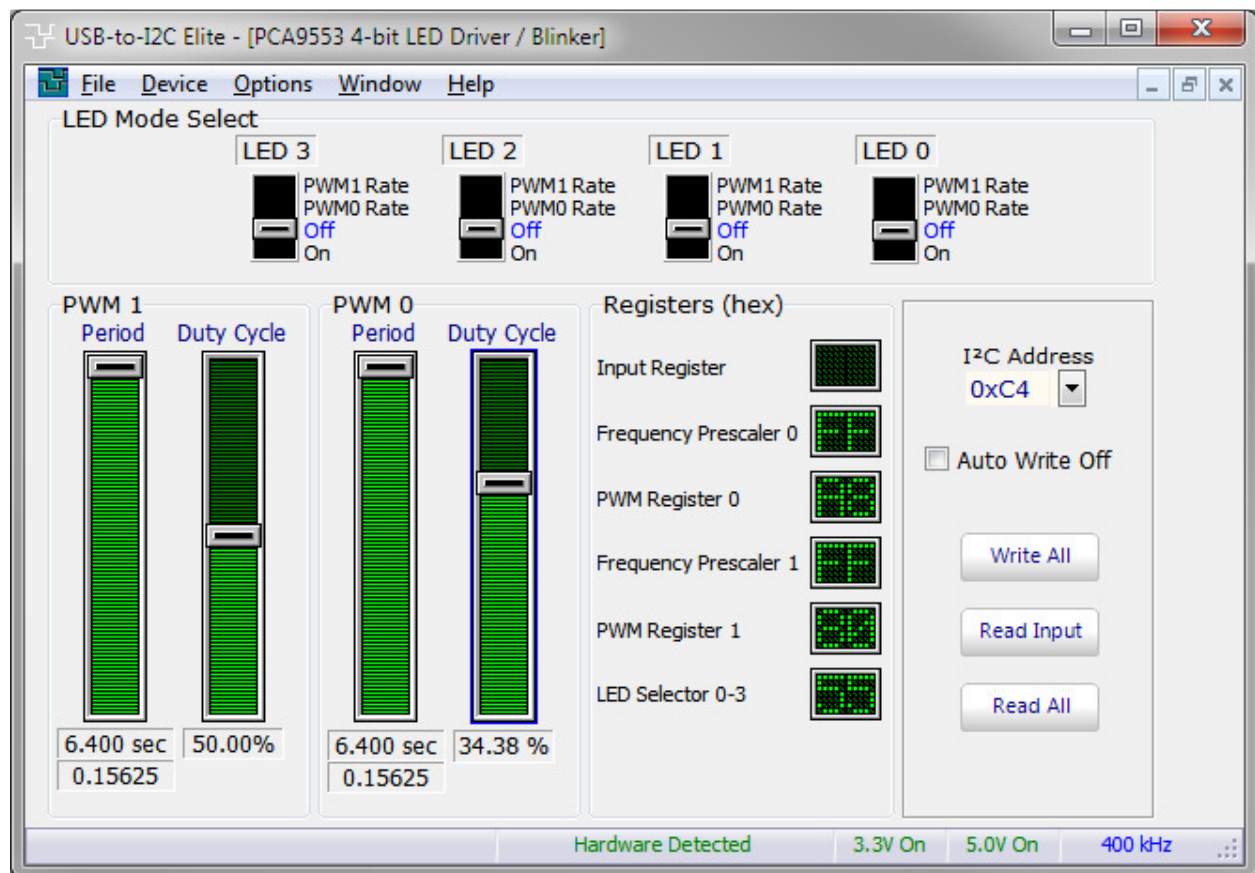 USB-to-I2C Elite - [PCA9553 4-bit LED Driver / Blinker]
File Device Options Window Help
LED Mode Select
LED 3 LED 2 LED 1 LED 0
PWM1 Rate PWM1 Rate PWM1 Rate PWM1 Rate
PWM0 Rate PWM0 Rate PWM0 Rate PWM0 Rate
Off Off Off Off
On On On On
PWM 1
Period Duty Cycle
6.400 sec 50.00%
0.15625
PWM 0
Period Duty Cycle
6.400 sec 34.38 %
0.15625
Registers (hex)
Input Register
Frequency Prescaler 0 FF
PWM Register 0 A8
Frequency Prescaler 1 FF
PWM Register 1 80
LED Selector 0-3 55
I²C Address
0xC4
Auto Write Off
Write All
Read Input
Read All
Hardware Detected 3.3V On 5.0V On 400 kHz